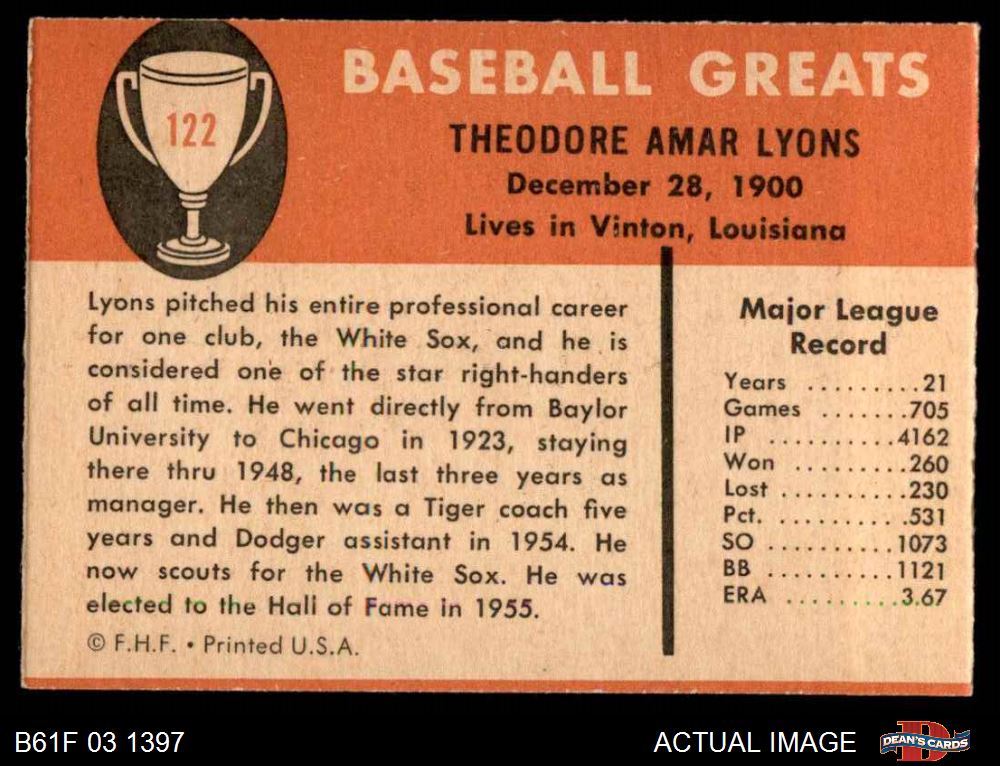 122
BASEBALL GREATS
THEODORE AMAR LYONS
December 28, 1900
Lives in Vinton, Louisiana
Lyons pitched his entire professional career
for one club, the White Sox, and he is
considered one of the star right-handers
of all time. He went directly from Baylor
University to Chicago in 1923, staying
there thru 1948, the last three years as
manager. He then was a Tiger coach five
years and Dodger assistant in 1954. He
now scouts for the White Sox. He was
elected to the Hall of Fame in 1955.
© F.H.F. • Printed U.S.A.
Major League
Record
Years .........21
Games .......705
IP ..........4162
Won .........260
Lost ..........230
Pct. ..........531
SO ..........1073
BB ..........1121
ERA .........3.67
B61F 03 1397
ACTUAL IMAGE
D
DEAN'S CARDS